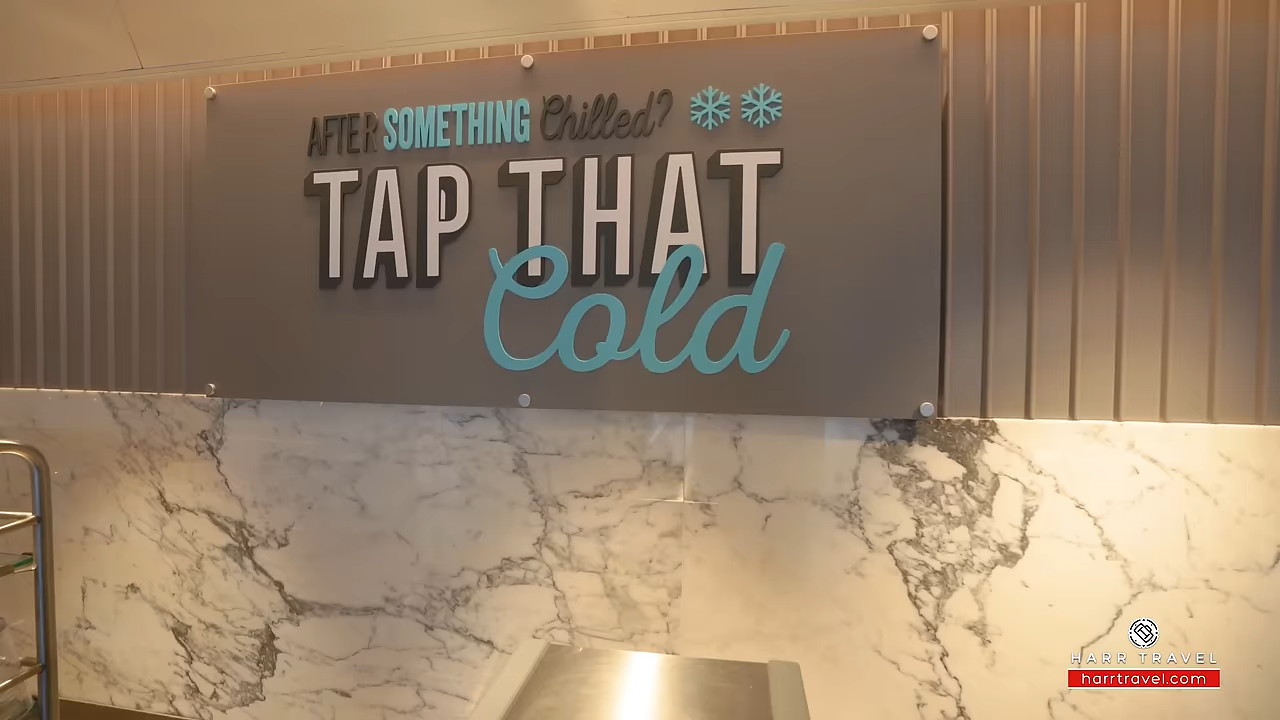 AFTER SOMETHING Chilled?
TAP THAT
Cold
HARR TRAVEL
harrtravel.com